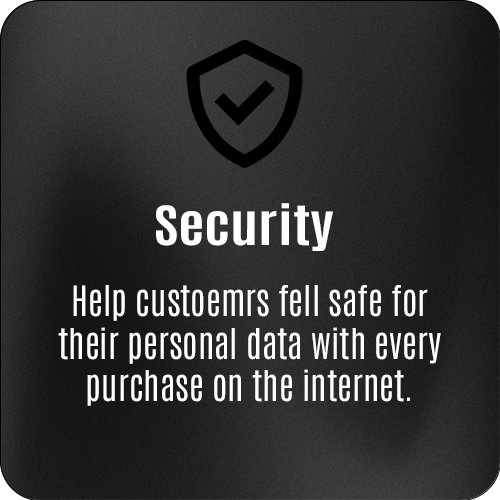 Security
Help custoemrs fell safe for
their personal data with every
purchase on the internet.